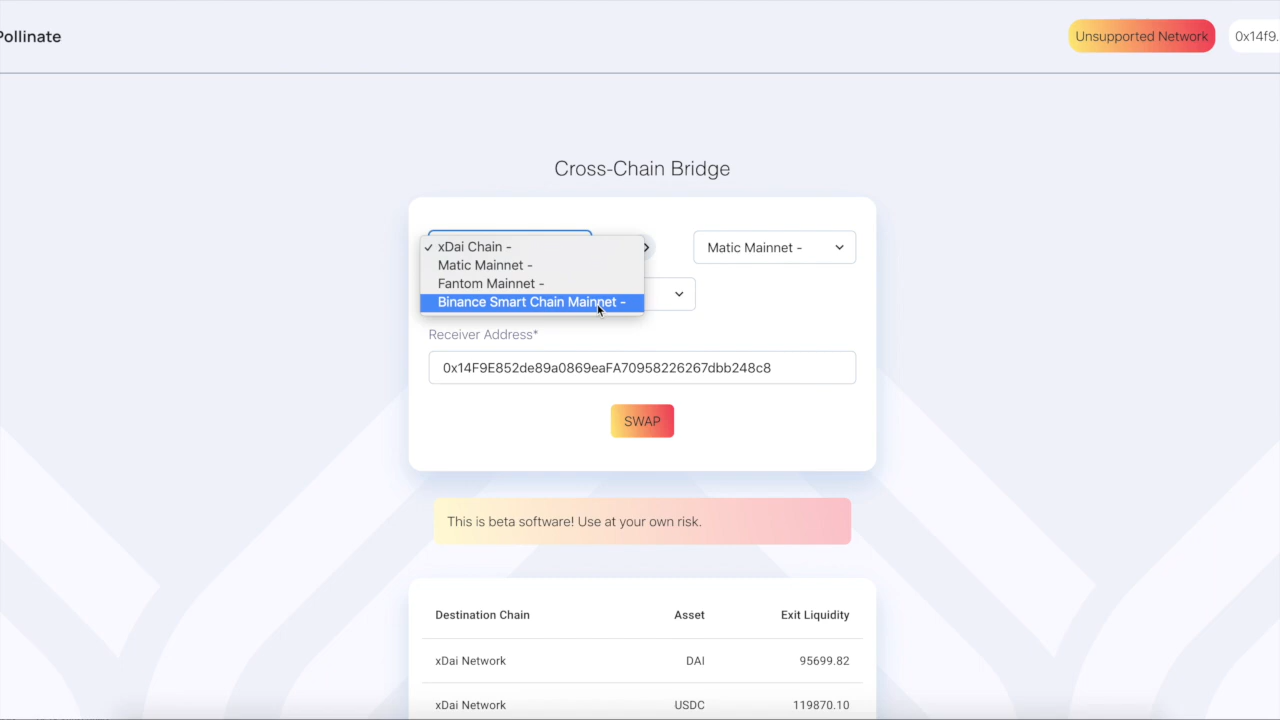 Pollinate
Unsupported Network
0x14f9.
Cross-Chain Bridge
xDai Chain -
Matic Mainnet -
Fantom Mainnet -
Binance Smart Chain Mainnet -
Matic Mainnet -
Receiver Address*
0x14F9E852de89a0869eaFA70958226267dbb248c8
SWAP
This is beta software! Use at your own risk.
Destination Chain Asset Exit Liquidity
xDai Network DAI 95699.82
xDai Network USDC 119870.10